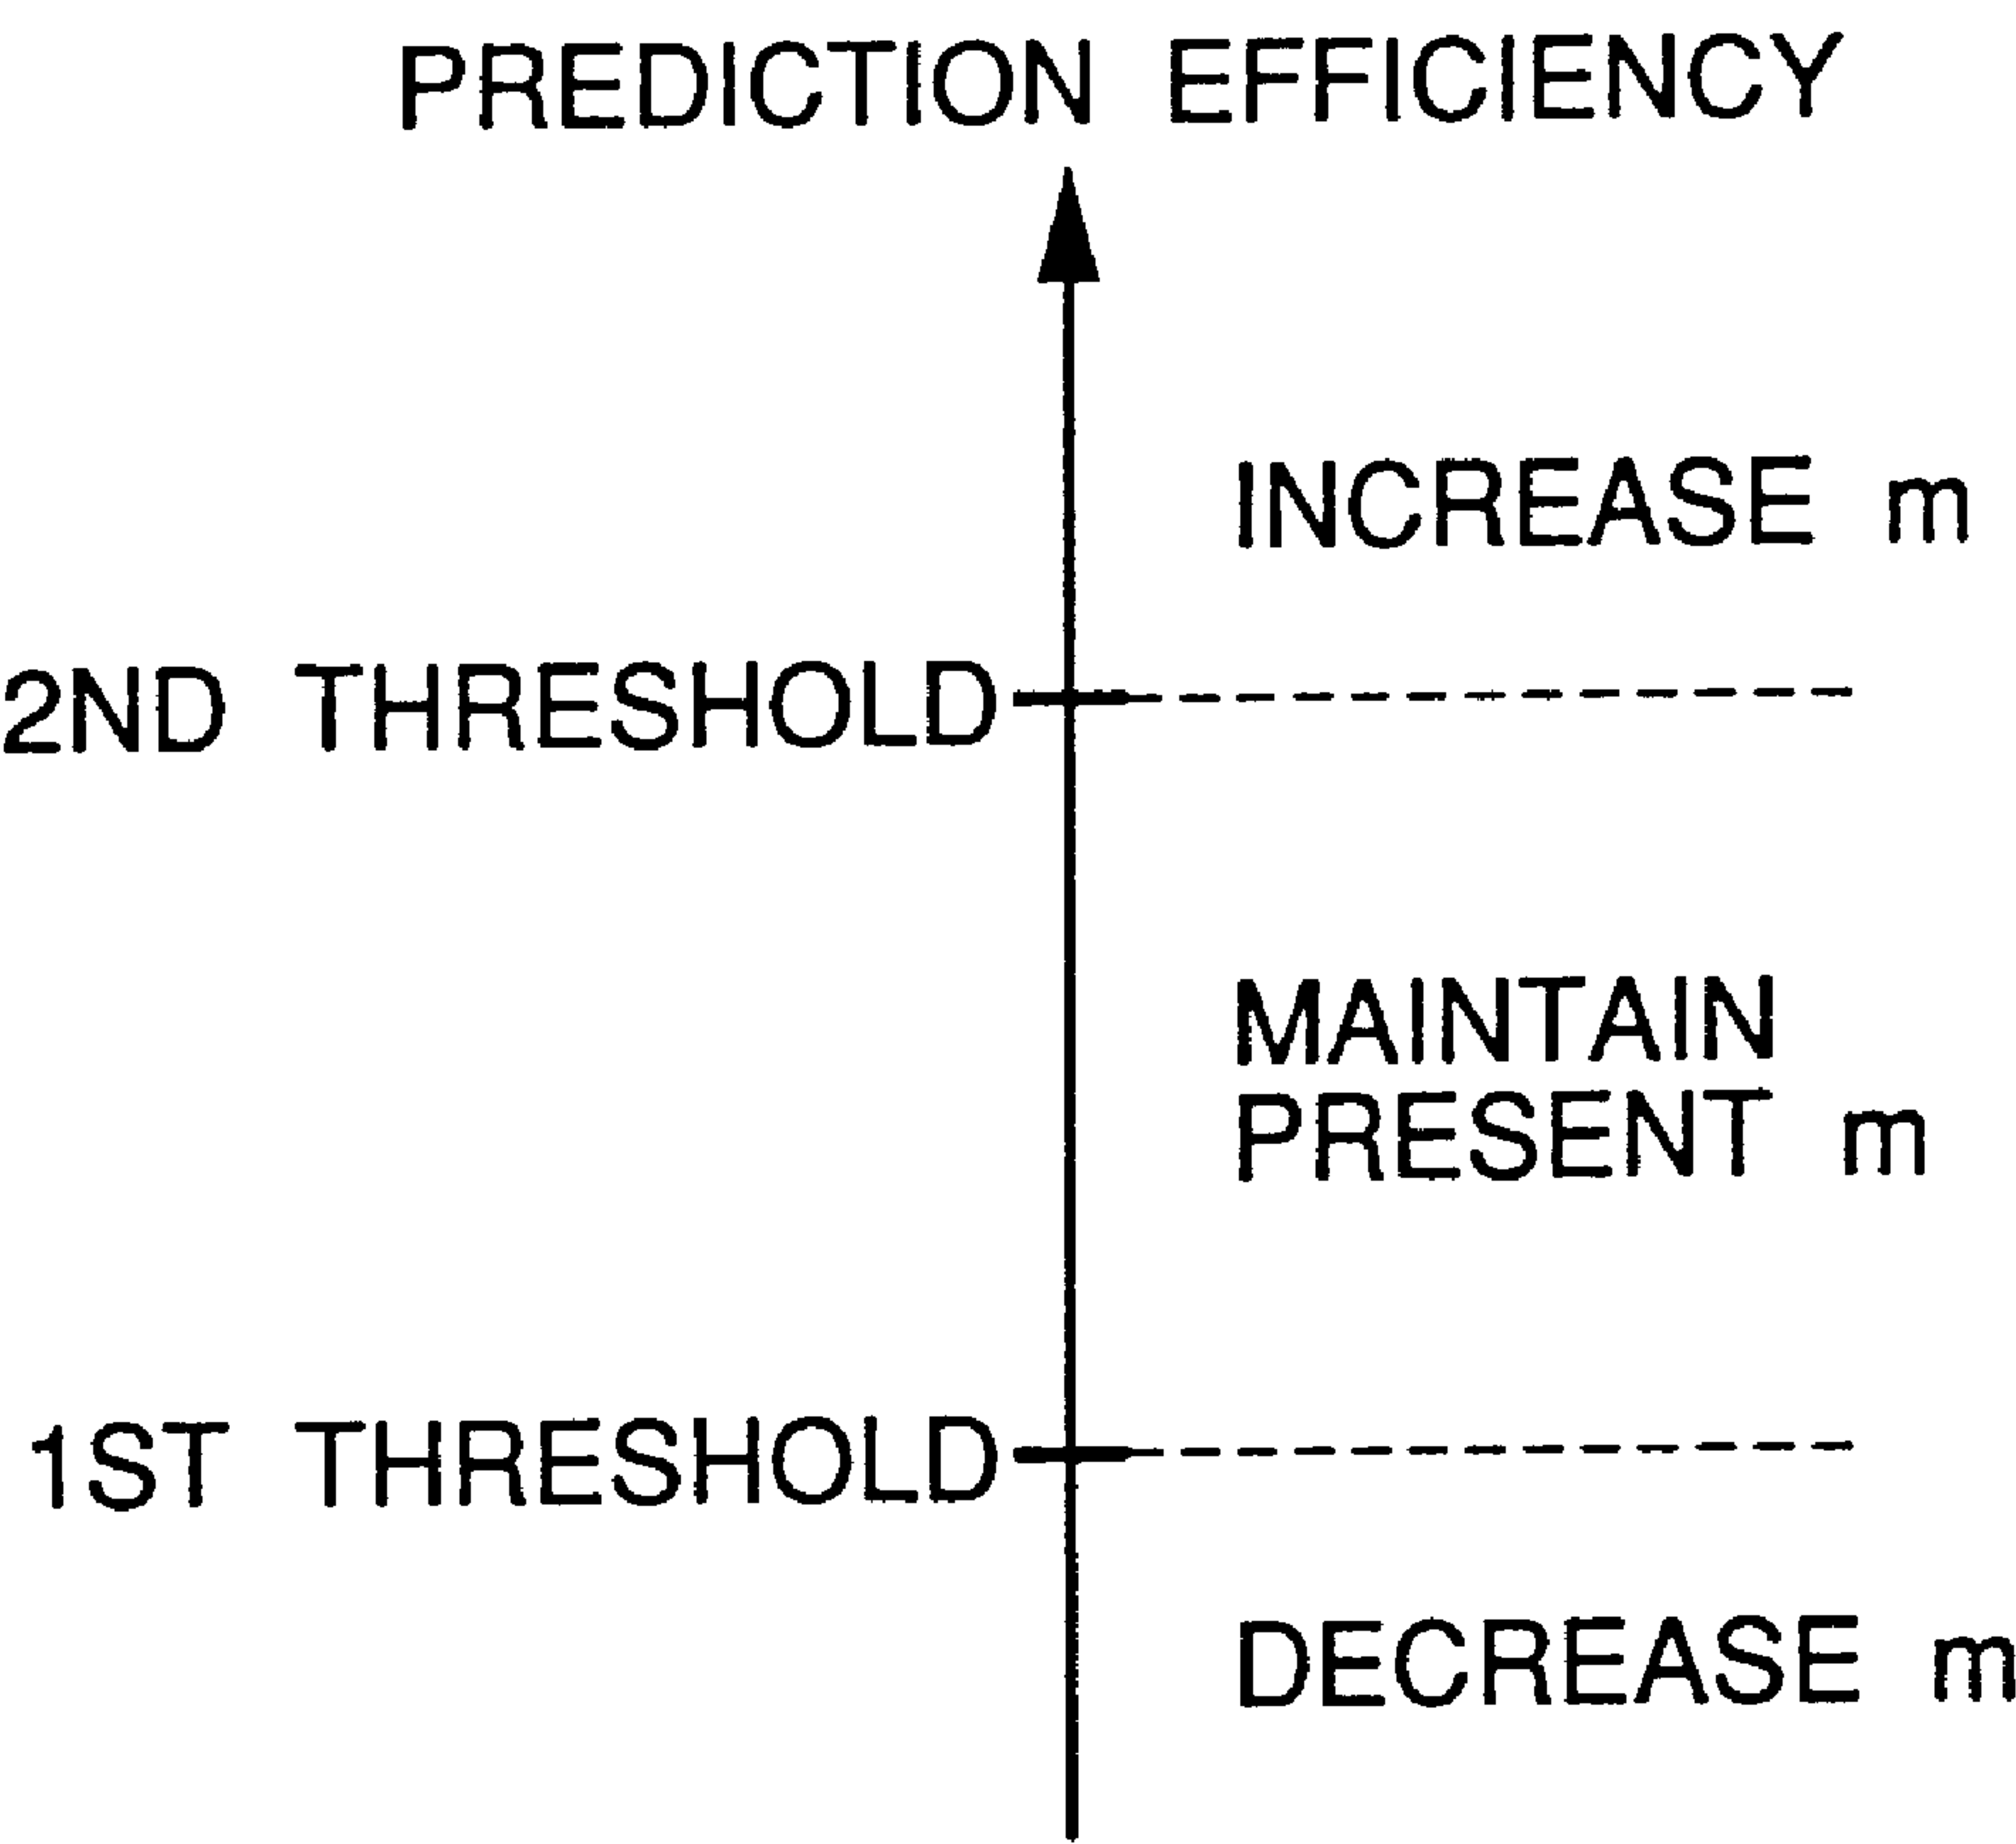 PREDICTION EFFICIENCY
INCREASE m
2ND THRESHOLD
MAINTAIN
PRESENT m
1ST THRESHOLD
DECREASE m